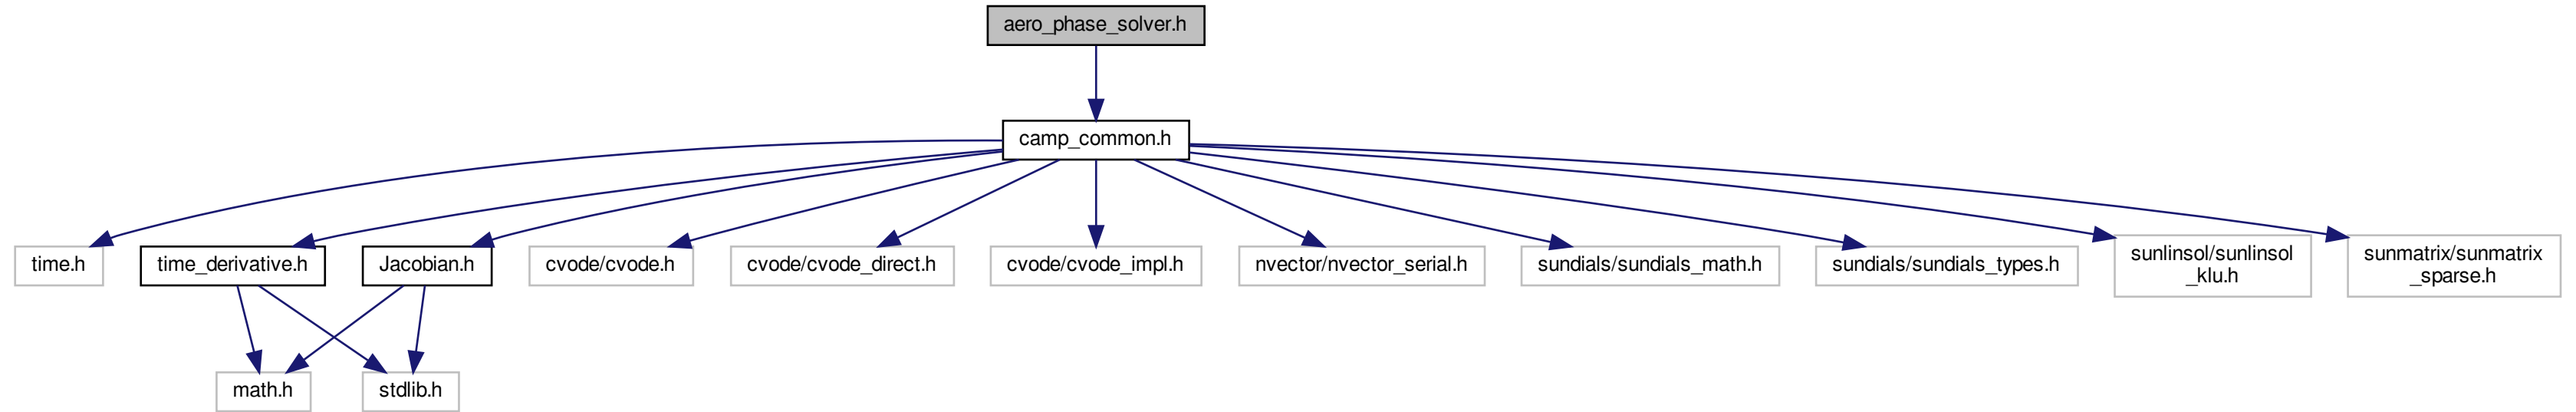 aero_phase_solver.h
camp_common.h
time.h
time_derivative.h
Jacobian.h
cvode/cvode.h
cvode/cvode_direct.h
cvode/cvode_impl.h
nvector/nvector_serial.h
sundials/sundials_math.h
sundials/sundials_types.h
sunlinsol/sunlinsol
_klu.h
sunmatrix/sunmatrix
_sparse.h
math.h
stdlib.h